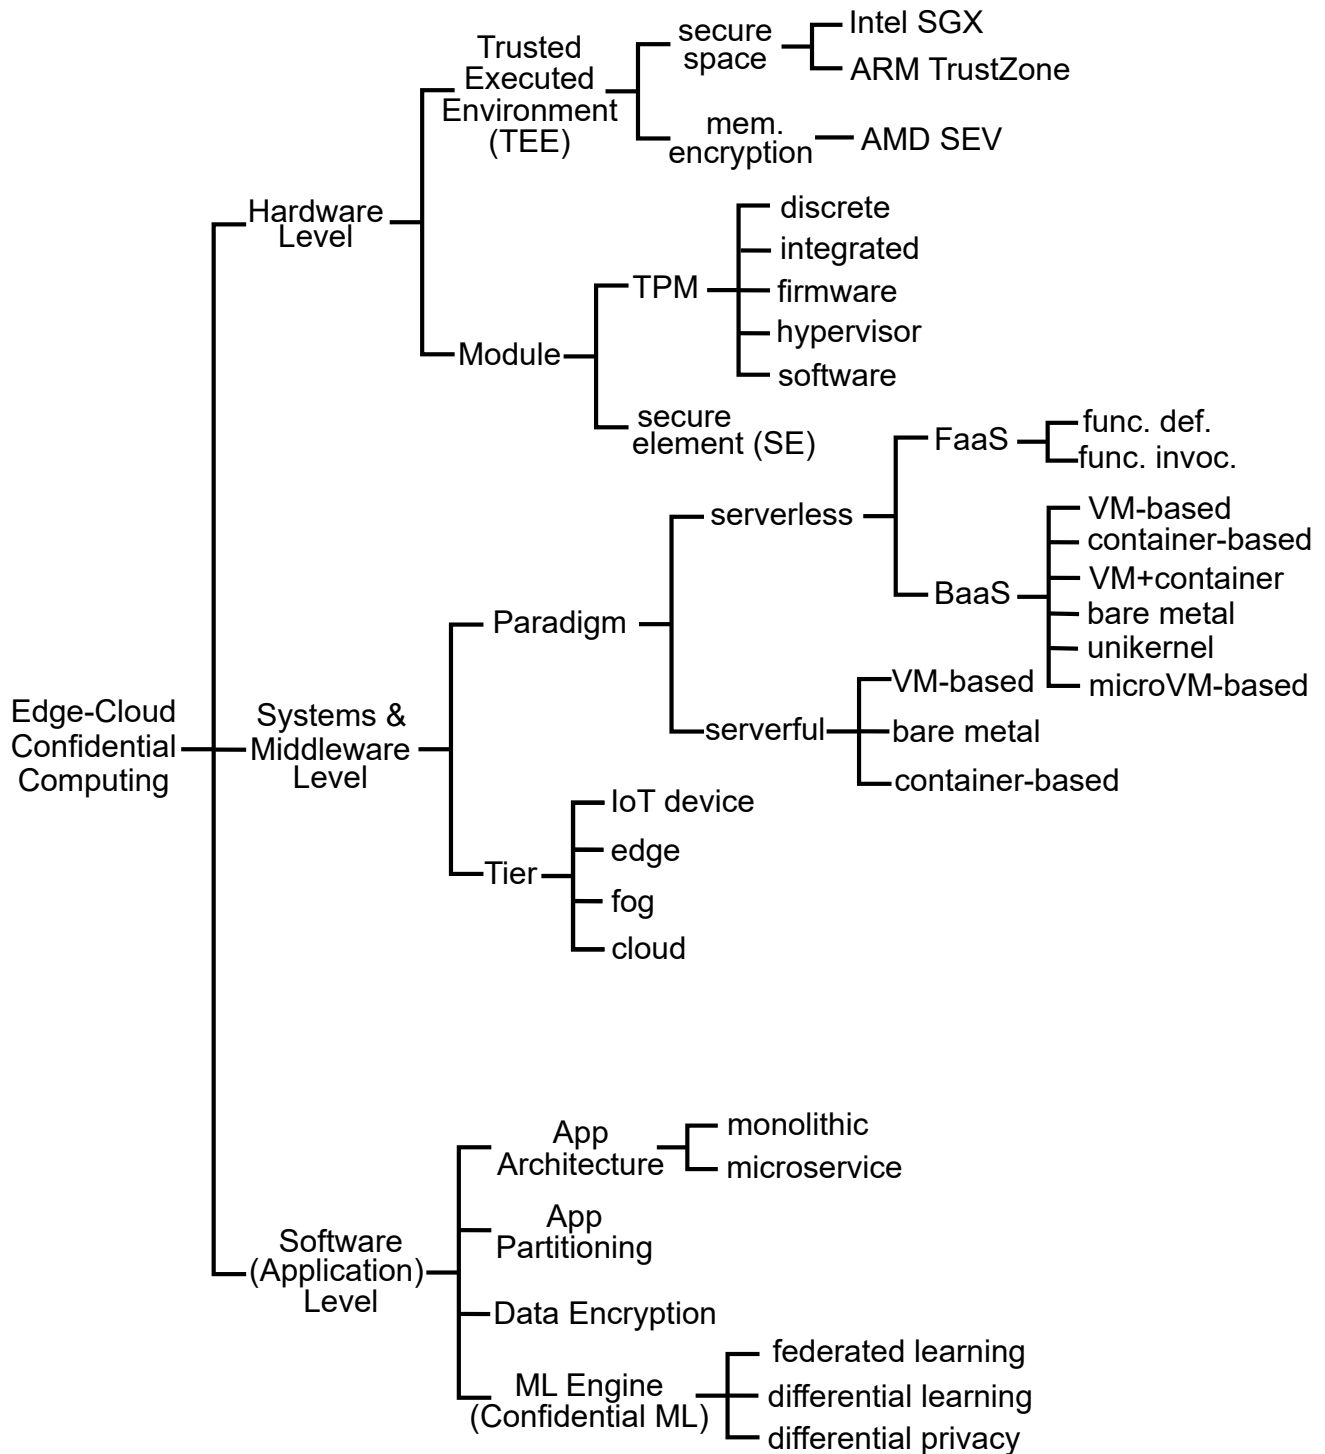 Edge-Cloud
Confidential
Computing
Hardware
Level
Trusted
Executed
Environment
(TEE)
secure
space
Intel SGX
ARM TrustZone
mem.
encryption
AMD SEV
Module
TPM
discrete
integrated
firmware
hypervisor
software
secure
element (SE)
Systems &
Middleware
Level
Paradigm
serverless
FaaS
func. def.
func. invoc.
BaaS
VM-based
container-based
VM+container
bare metal
unikernel
microVM-based
serverful
VM-based
bare metal
container-based
Tier
IoT device
edge
fog
cloud
Software
(Application)
Level
App
Architecture
monolithic
microservice
App
Partitioning
Data Encryption
ML Engine
(Confidential ML)
federated learning
differential learning
differential privacy